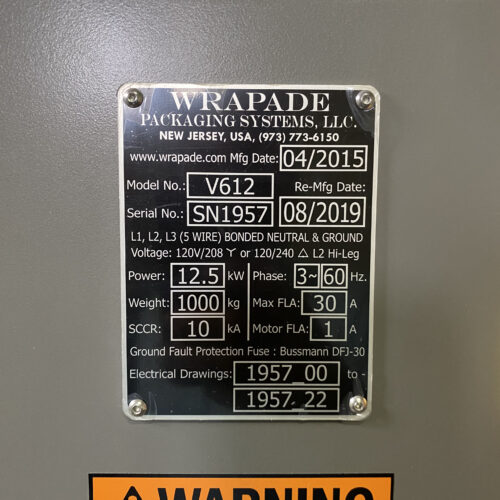 WRAPADE
PACKAGING SYSTEMS, LLC.
NEW JERSEY, USA, (973) 773-6150
www.wrapade.com Mfg Date: 04/2015
Model No.: V612 Re-Mfg Date:
Serial No.: SN1957 08/2019
L1, L2, L3 (5 WIRE) BONDED NEUTRAL & GROUND
Voltage: 120V/208 Y or 120/240 △ L2 Hi-Leg
Power: 12.5 kW Phase: 3~ 60 Hz.
Weight: 1000 kg Max FLA: 30 A
SCCR: 10 kA Motor FLA: 1 A
Ground Fault Protection Fuse : Bussmann DFJ-30
Electrical Drawings: 1957_00 to -
1957_22
WARNING